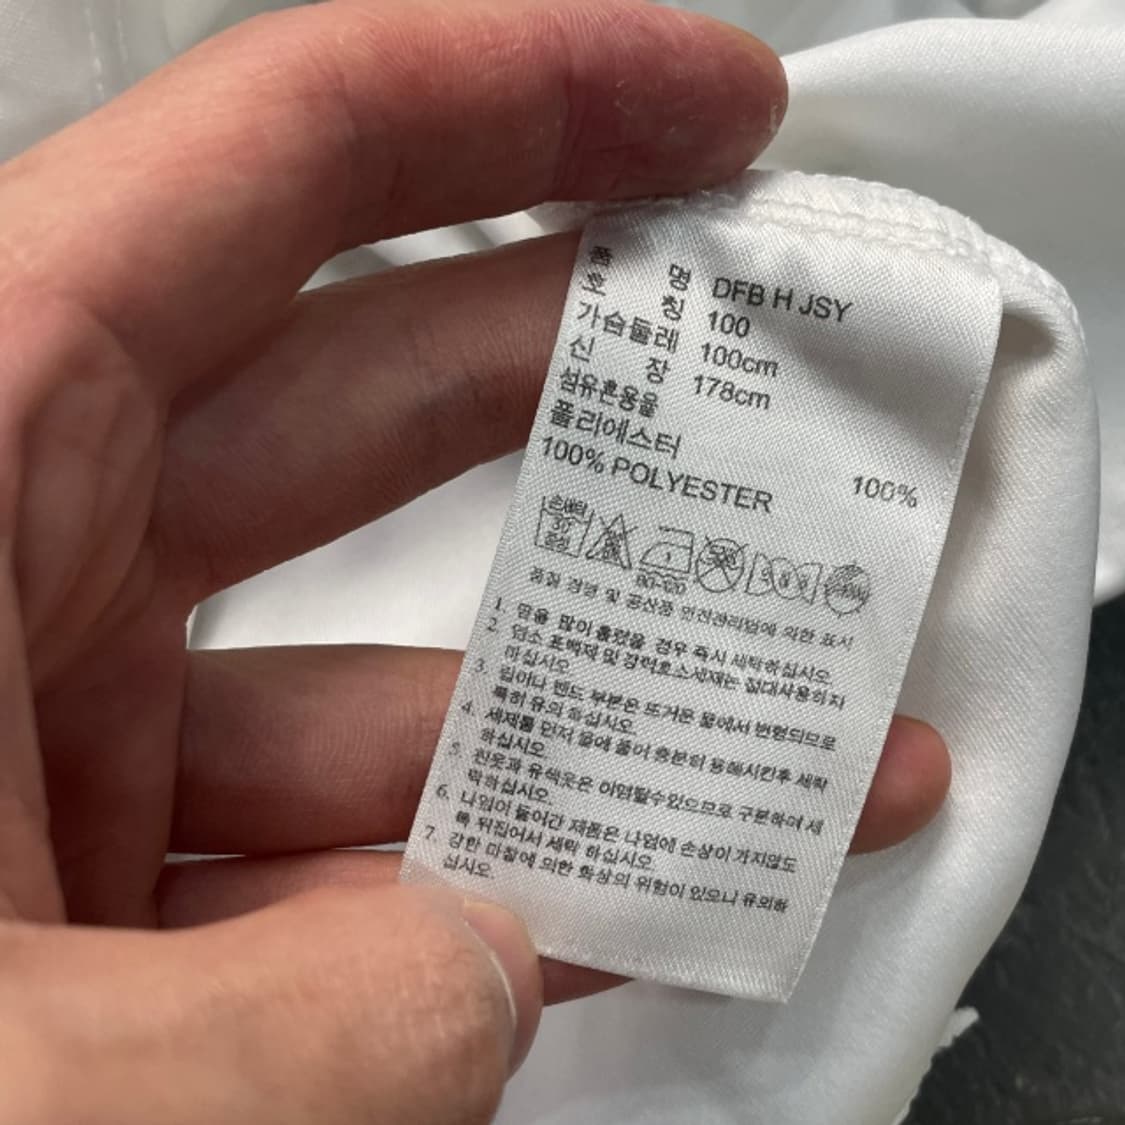 품 명 DFB H JSY
호 칭 100
가슴둘레 100cm
신 장 178cm
섬유혼용율
폴리에스터 100%
100% POLYESTER
손세탁
30
중성
80-120
품질 경영 및 공산품 안전관리법에 의한 표시
1. 땀을 많이 흘렸을 경우 즉시 세탁하십시오.
2. 염소 표백제 및 강력효소세제는 절대사용하지
마십시오.
3. 깃이나 밴드 부분은 뜨거운 물에서 변형되므로
특히 유의 하십시오.
4. 세제를 먼저 물에 풀어 충분히 용해시킨후 세탁
하십시오.
5. 흰옷과 유색옷은 이염될수있으므로 구분하여 세
탁하십시오.
6. 나염이 들어간 제품은 나염에 손상이 가지않도
록 뒤집어서 세탁 하십시오.
7. 강한 마찰에 의한 화상의 위험이 있으니 유의하
십시오.